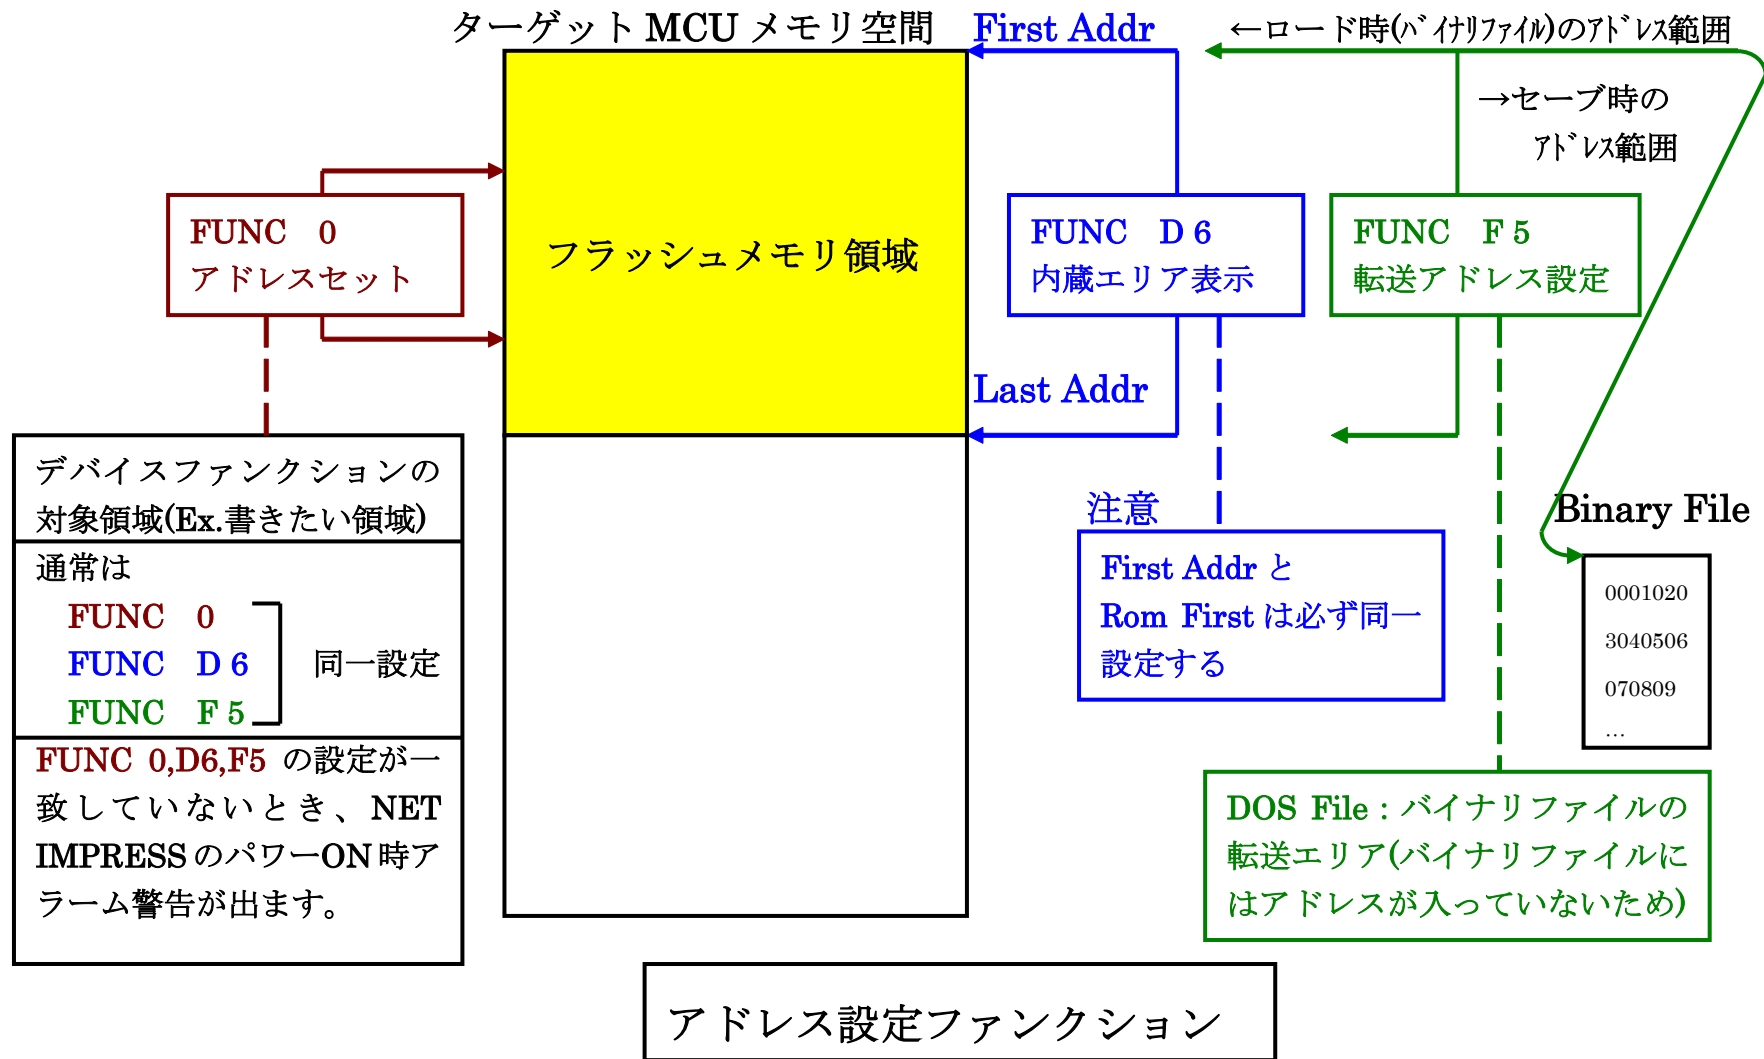 ターゲット MCU メモリ空間
First Addr
←ロード時(ﾊﾞｲﾅﾘﾌｧｲﾙ)のｱﾄﾞﾚｽ範囲
→セーブ時の
ｱﾄﾞﾚｽ範囲
FUNC 0
アドレスセット
フラッシュメモリ領域
FUNC D6
内蔵エリア表示
FUNC F5
転送アドレス設定
Last Addr
デバイスファンクションの
対象領域(Ex.書きたい領域)
通常は
FUNC 0
FUNC D6
FUNC F5
同一設定
FUNC 0,D6,F5 の設定が一
致していないとき、NET
IMPRESS のパワーON 時ア
ラーム警告が出ます。
注意
First Addr と
Rom First は必ず同一
設定する
Binary File
0001020
3040506
070809
…
DOS File : バイナリファイルの
転送エリア(バイナリファイルに
はアドレスが入っていないため)
アドレス設定ファンクション